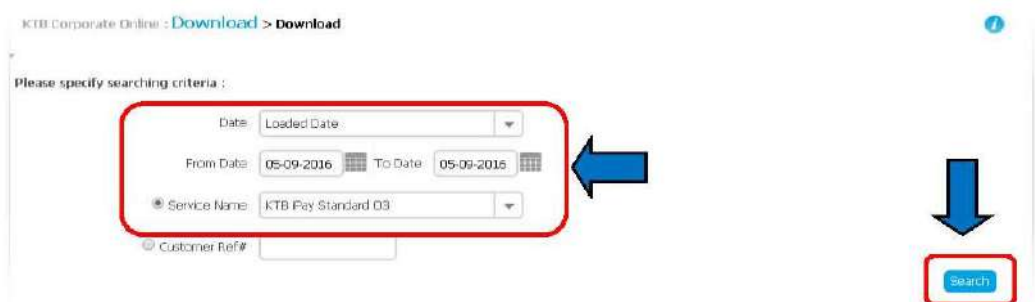 KTB Corporate Online : Download > Download
Please specify searching criteria :
Date Loaded Date
From Date 05-09-2016 To Date 05-09-2016
Service Name KTB iPay Standard 03
Customer Ref#
Search